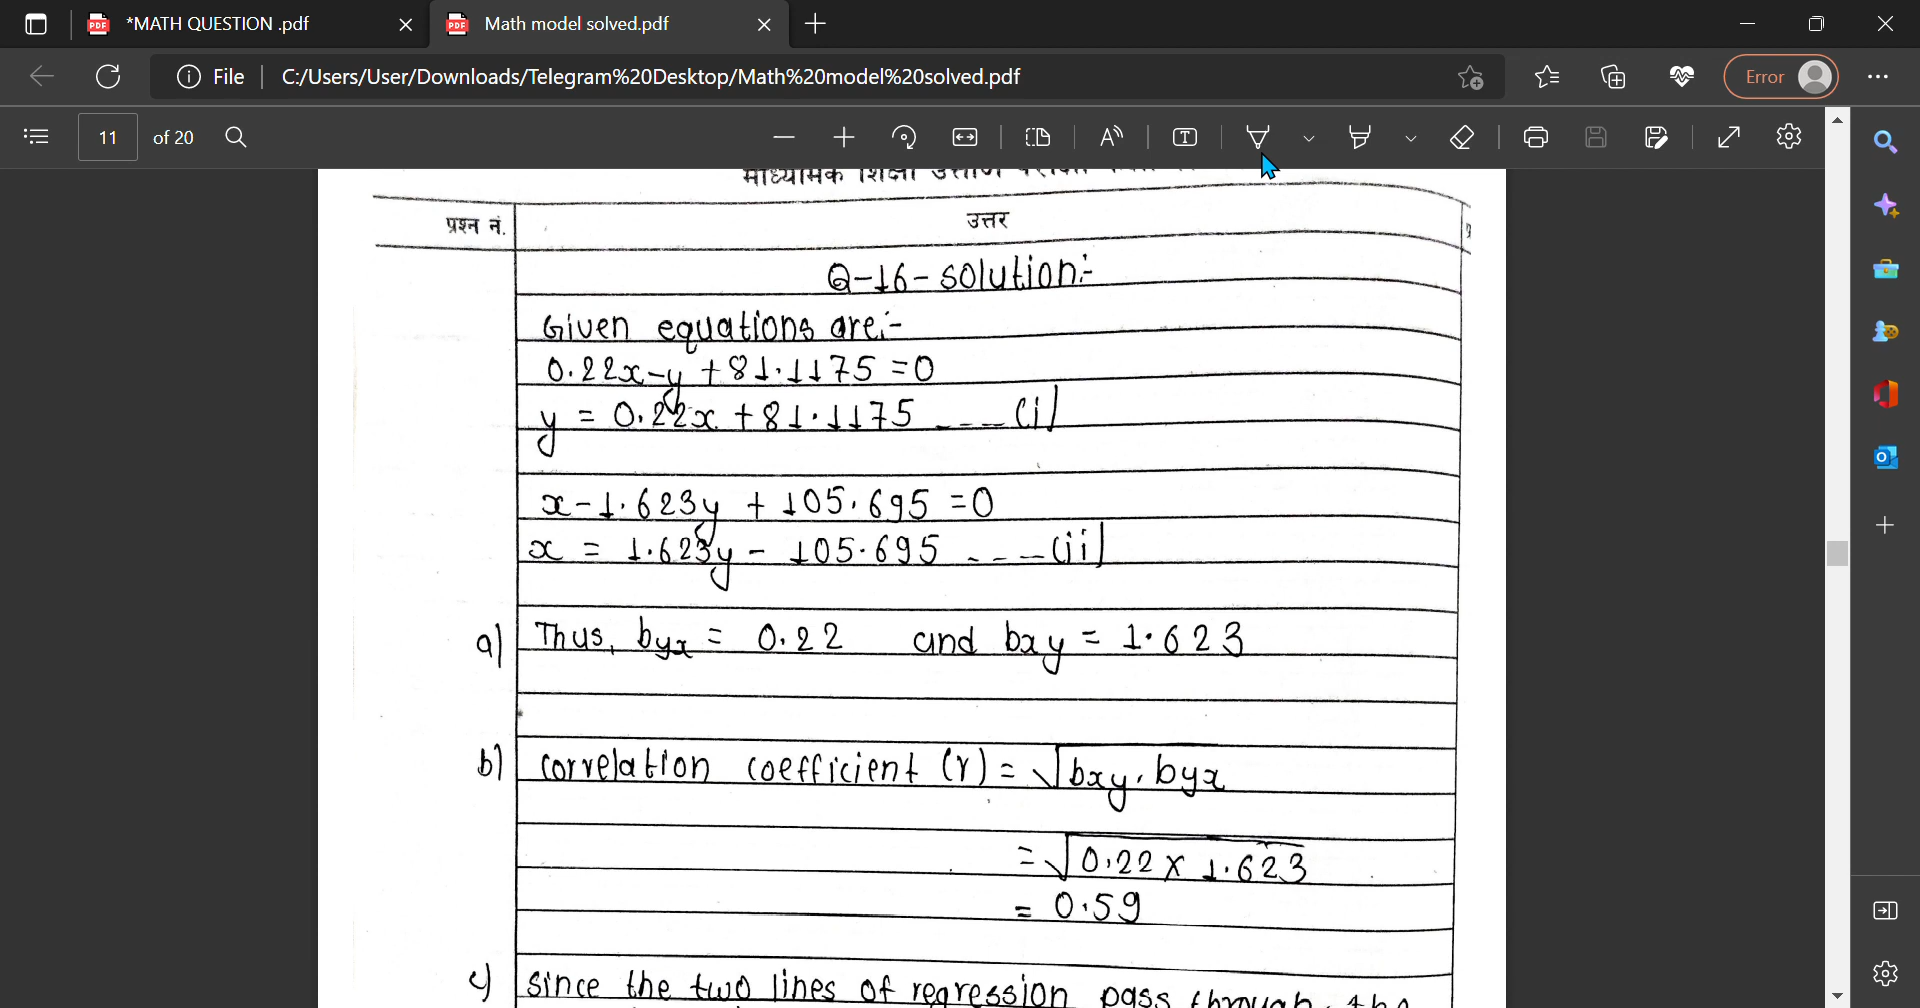 *MATH QUESTION .pdf
Math model solved.pdf
File
C:/Users/User/Downloads/Telegram%20Desktop/Math%20model%20solved.pdf
Error
11 of 20
माध्यमिक शिक्षा
प्रश्न नं.
उत्तर
Q-16-solution:-
Given equations are:-
0.22x-y +81.1175 =0
y = 0.22x +81.1175 ---- (i)
x-1.623y + 105.695 =0
x = 1.623y - 105.695 ---- (ii)
a) Thus, byx = 0.22 and bxy = 1.623
b) correlation coefficient (r) = √bxy. byx
= √0.22 x 1.623
= 0.59
c) since the two lines of regression pass through the